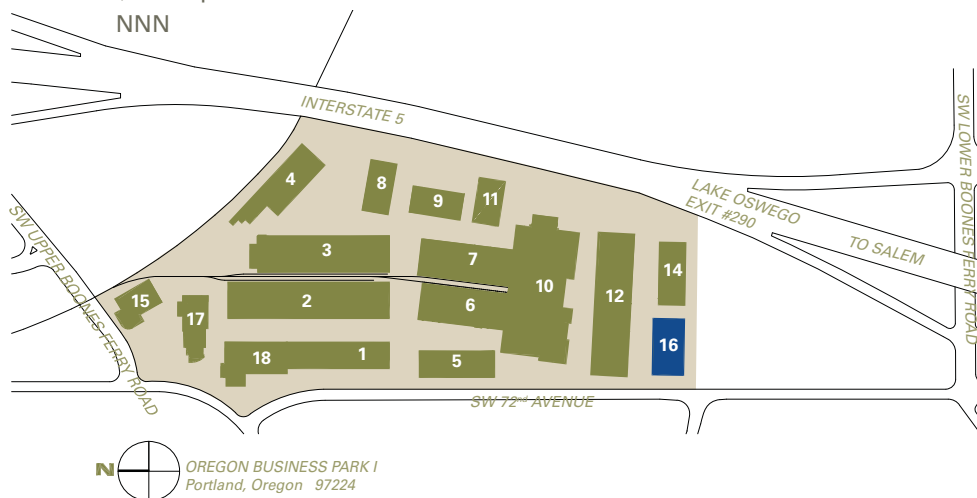 NNN
INTERSTATE 5
SW LOWER BOONES FERRY ROAD
4
8
9
11
LAKE OSWEGO
EXIT #290
TO SALEM
SW UPPER BOONES FERRY ROAD
3
7
10
12
14
15
17
2
6
16
18
1
5
SW 72nd AVENUE
N
OREGON BUSINESS PARK I
Portland, Oregon 97224